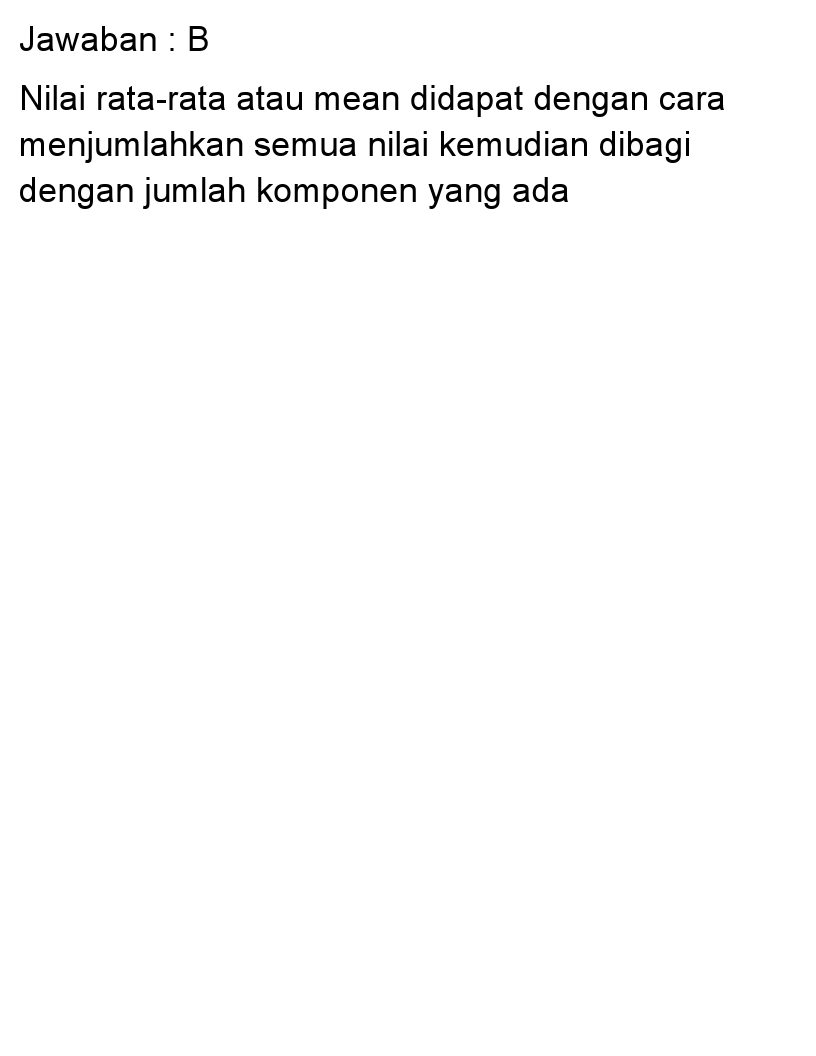 Jawaban : B
Nilai rata-rata atau mean didapat dengan cara
menjumlahkan semua nilai kemudian dibagi
dengan jumlah komponen yang ada